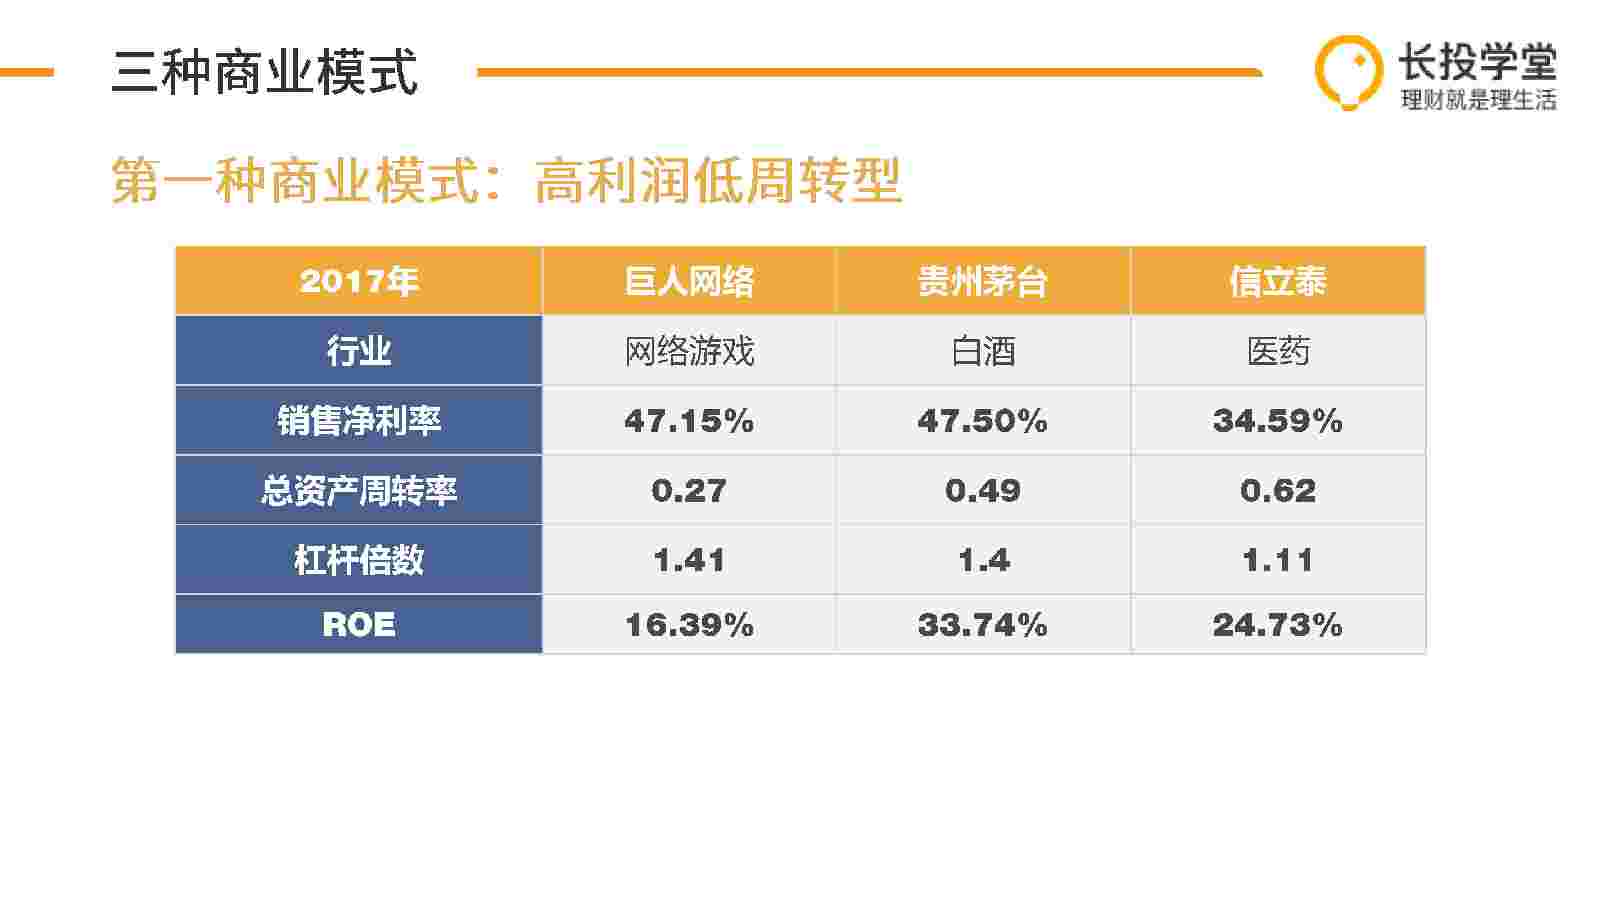 三种商业模式
长投学堂
理财就是理生活
第一种商业模式：高利润低周转型
2017年 巨人网络 贵州茅台 信立泰
行业 网络游戏 白酒 医药
销售净利率 47.15% 47.50% 34.59%
总资产周转率 0.27 0.49 0.62
杠杆倍数 1.41 1.4 1.11
ROE 16.39% 33.74% 24.73%